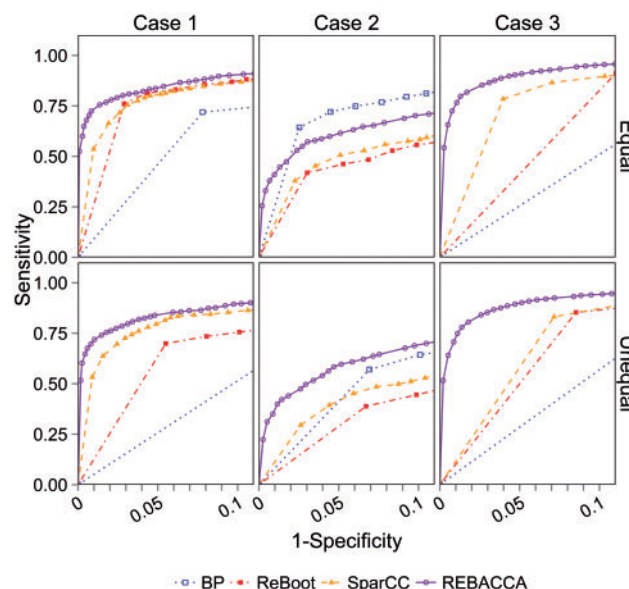 Case 1 Case 2 Case 3
1.00
0.75
0.50
0.25
0.00
Equal
1.00
0.75
0.50
0.25
0.00
Unequal
Sensitivity
0 0.05 0.1 0 0.05 0.1 0 0.05 0.1
1-Specificity
BP ReBoot SparCC REBACCA